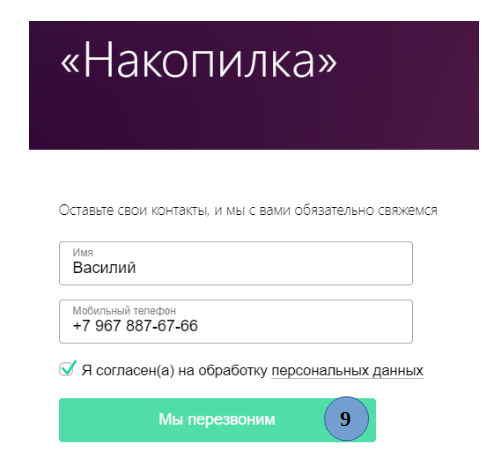 «Накопилка»
Оставьте свои контакты, и мы с вами обязательно свяжемся
Имя
Василий
Мобильный телефон
+7 967 887-67-66
Я согласен(а) на обработку персональных данных
Мы перезвоним 9